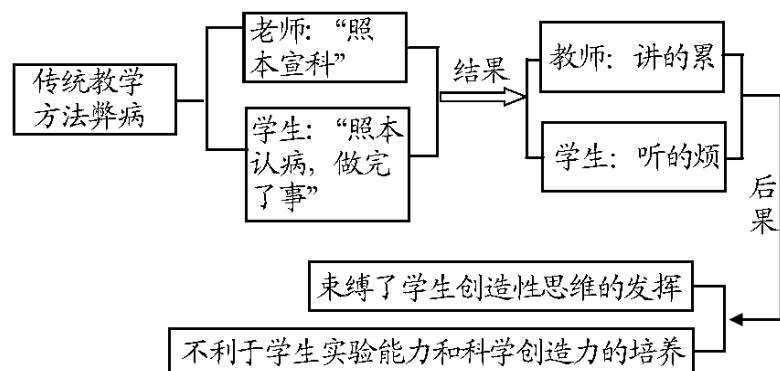 传统教学
方法弊病
老师：“照
本宣科”
学生：“照本
认病，做完
了事”
结果
教师：讲的累
学生：听的烦
后
果
束缚了学生创造性思维的发挥
不利于学生实验能力和科学创造力的培养